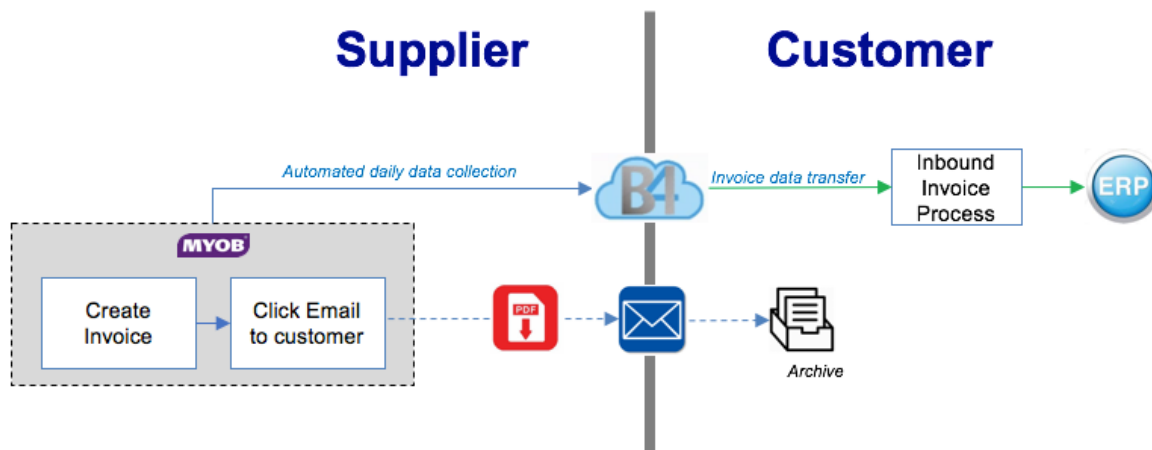 Supplier
Customer
Automated daily data collection
B4
Invoice data transfer
Inbound
Invoice
Process
ERP
MYOB
Create
Invoice
Click Email
to customer
PDF
Archive